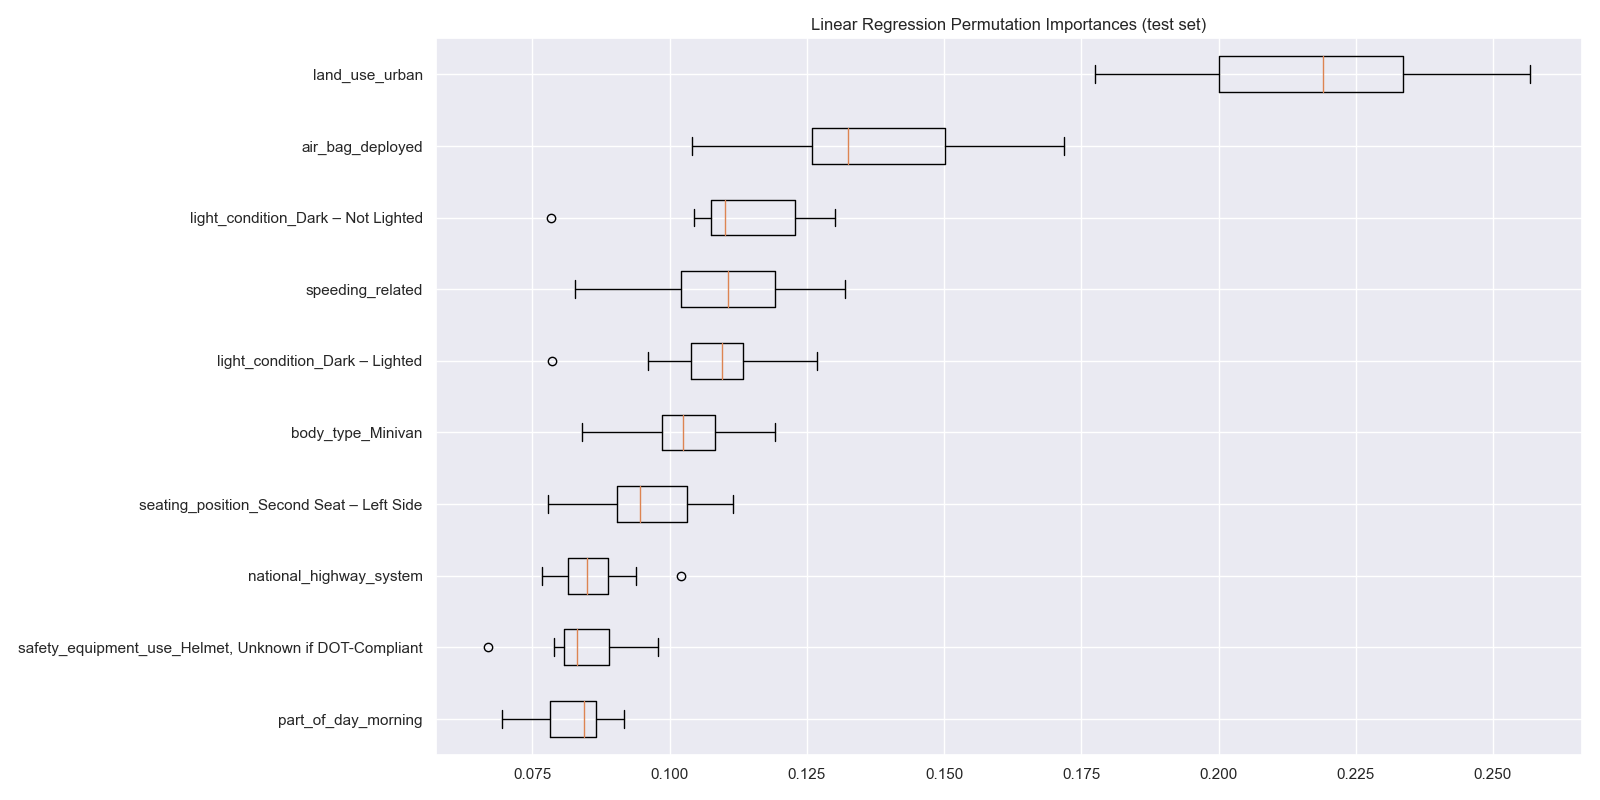 Linear Regression Permutation Importances (test set)
land_use_urban
air_bag_deployed
light_condition_Dark – Not Lighted
speeding_related
light_condition_Dark – Lighted
body_type_Minivan
seating_position_Second Seat – Left Side
national_highway_system
safety_equipment_use_Helmet, Unknown if DOT-Compliant
part_of_day_morning
0.075 0.100 0.125 0.150 0.175 0.200 0.225 0.250